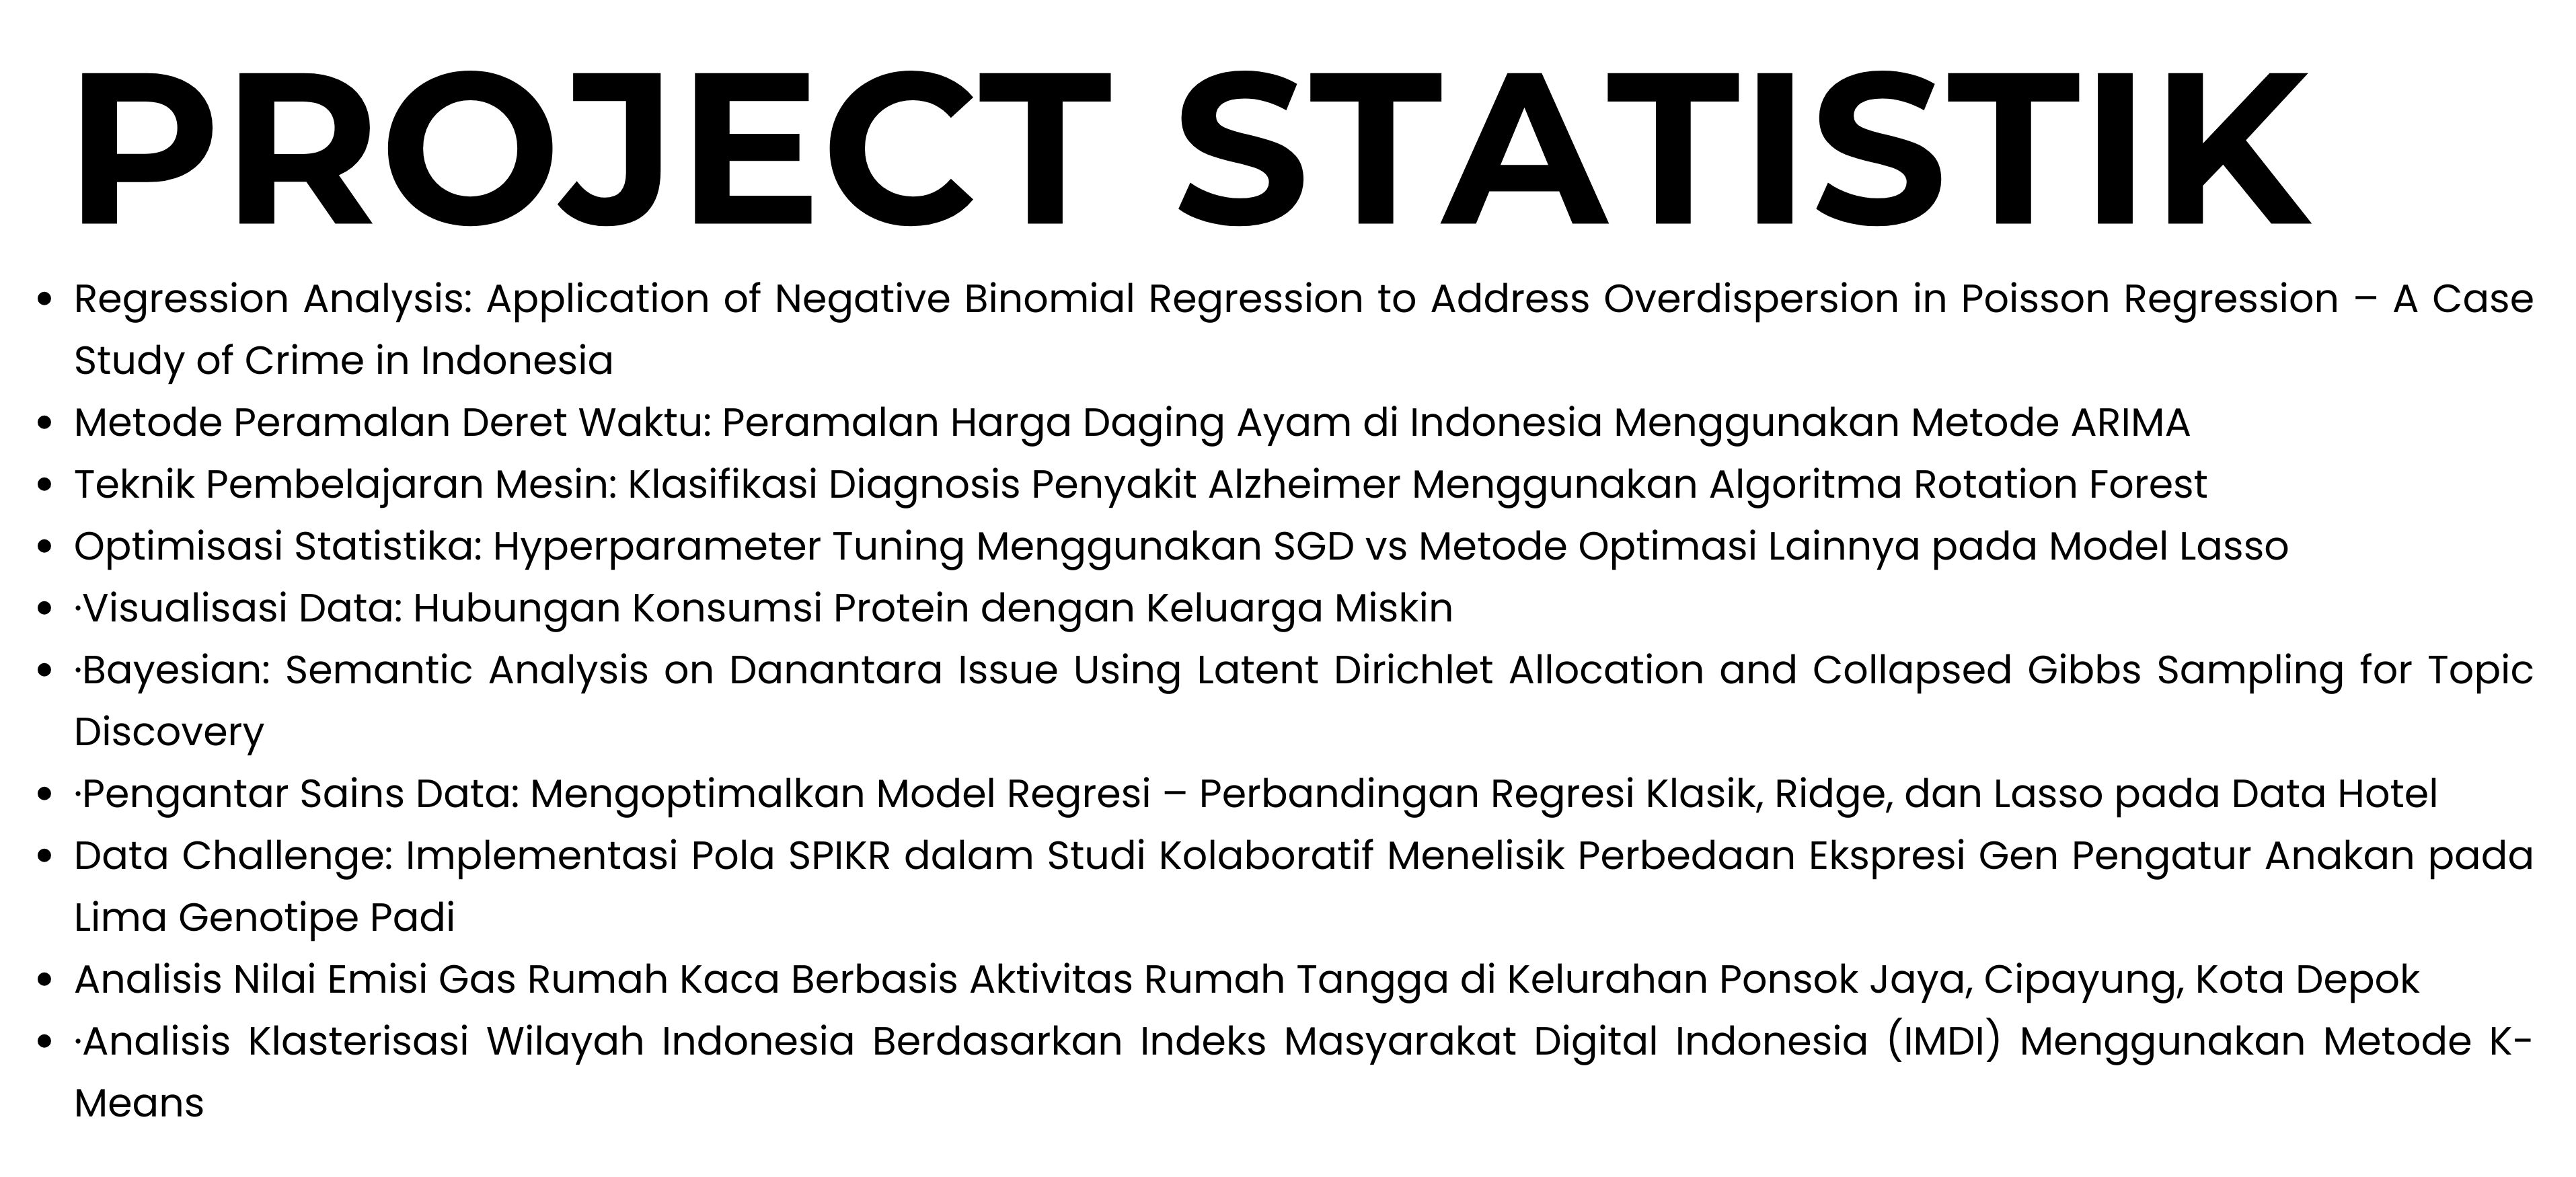 PROJECT STATISTIK
• Regression Analysis: Application of Negative Binomial Regression to Address Overdispersion in Poisson Regression – A Case
Study of Crime in Indonesia
• Metode Peramalan Deret Waktu: Peramalan Harga Daging Ayam di Indonesia Menggunakan Metode ARIMA
• Teknik Pembelajaran Mesin: Klasifikasi Diagnosis Penyakit Alzheimer Menggunakan Algoritma Rotation Forest
• Optimisasi Statistika: Hyperparameter Tuning Menggunakan SGD vs Metode Optimasi Lainnya pada Model Lasso
• ·Visualisasi Data: Hubungan Konsumsi Protein dengan Keluarga Miskin
• ·Bayesian: Semantic Analysis on Danantara Issue Using Latent Dirichlet Allocation and Collapsed Gibbs Sampling for Topic
Discovery
• ·Pengantar Sains Data: Mengoptimalkan Model Regresi – Perbandingan Regresi Klasik, Ridge, dan Lasso pada Data Hotel
• Data Challenge: Implementasi Pola SPIKR dalam Studi Kolaboratif Menelisik Perbedaan Ekspresi Gen Pengatur Anakan pada
Lima Genotipe Padi
• Analisis Nilai Emisi Gas Rumah Kaca Berbasis Aktivitas Rumah Tangga di Kelurahan Ponsok Jaya, Cipayung, Kota Depok
• ·Analisis Klasterisasi Wilayah Indonesia Berdasarkan Indeks Masyarakat Digital Indonesia (IMDI) Menggunakan Metode K-
Means